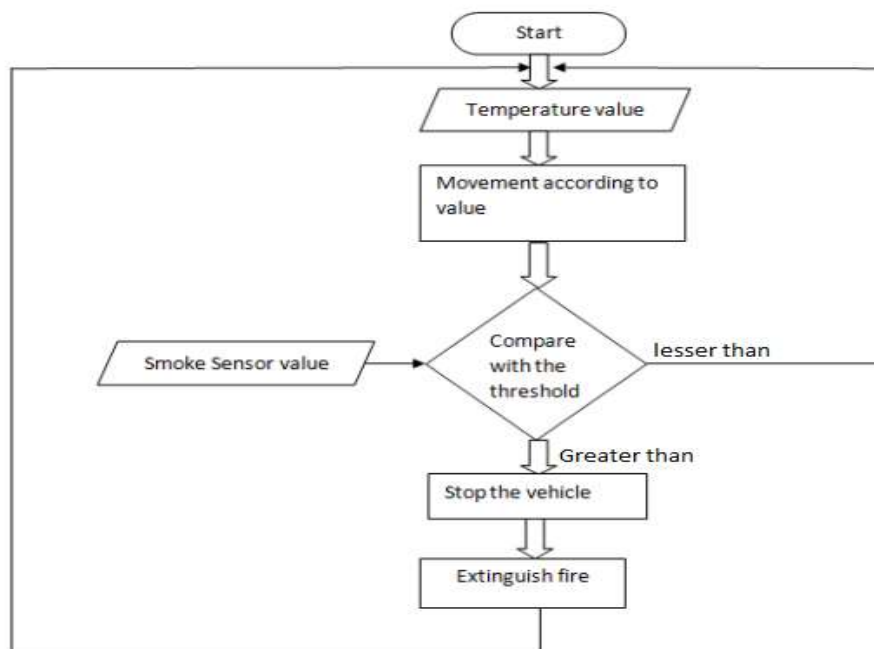 Start
Temperature value
Movement according to
value
Compare
with the
threshold
lesser than
Smoke Sensor value
Greater than
Stop the vehicle
Extinguish fire